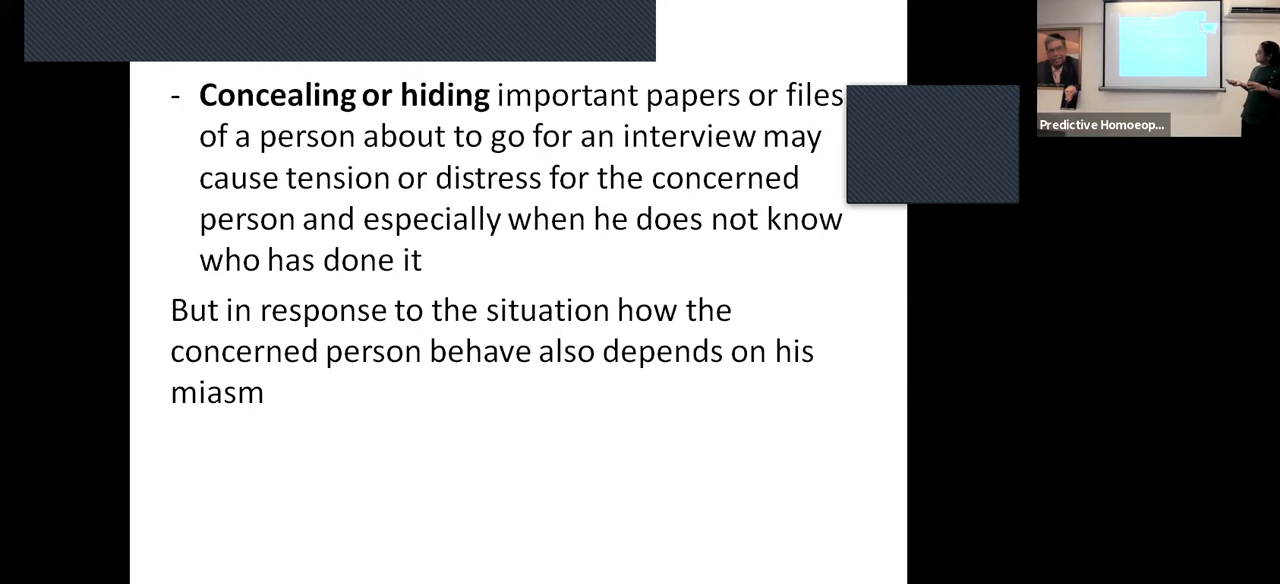 - Concealing or hiding important papers or files
of a person about to go for an interview may
cause tension or distress for the concerned
person and especially when he does not know
who has done it
But in response to the situation how the
concerned person behave also depends on his
miasm
Predictive Homoeop...